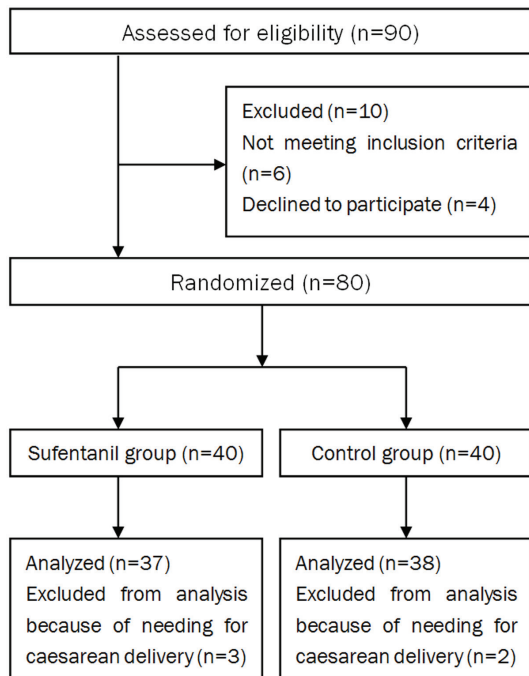 Assessed for eligibility (n=90)
Excluded (n=10)
Not meeting inclusion criteria
(n=6)
Declined to participate (n=4)
Randomized (n=80)
Sufentanil group (n=40)
Control group (n=40)
Analyzed (n=37)
Excluded from analysis
because of needing for
caesarean delivery (n=3)
Analyzed (n=38)
Excluded from analysis
because of needing for
caesarean delivery (n=2)